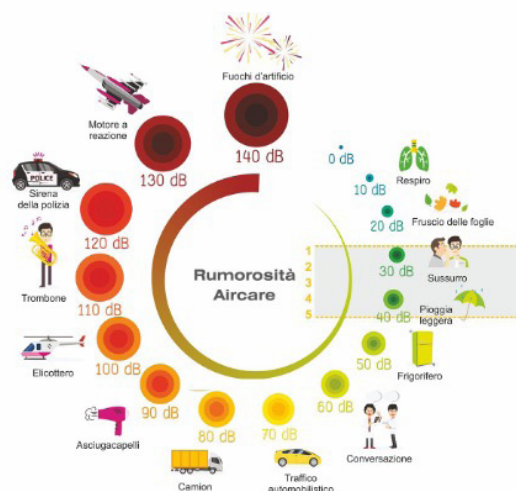 Fuochi d'artificio
140 dB
0 dB
Respiro
10 dB
Fruscio delle foglie
20 dB
Sussurro
30 dB
Pioggia
leggera
40 dB
Frigorifero
50 dB
Conversazione
60 dB
Traffico
automobilistico
70 dB
Camion
80 dB
Asciugacapelli
90 dB
Elicottero
100 dB
Trombone
110 dB
Sirena
della polizia
POLICE
120 dB
Motore a
reazione
130 dB
Rumorosità
Aircare
1
2
3
4
5